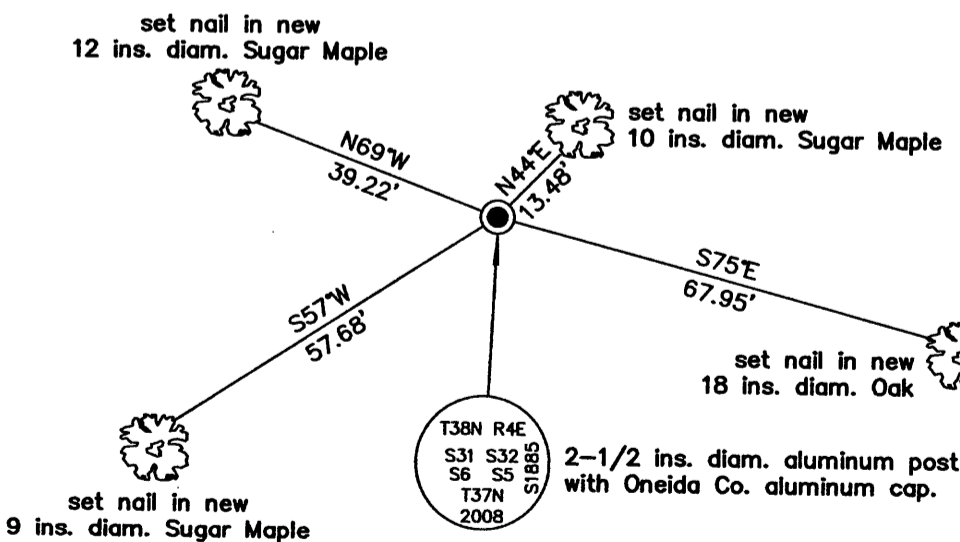 set nail in new
12 ins. diam. Sugar Maple
set nail in new
10 ins. diam. Sugar Maple
N69°W
39.22'
N44°E
13.48'
S75°E
67.95'
S57°W
57.68'
set nail in new
18 ins. diam. Oak
T38N R4E
S31 S32
S6 S5
T37N
2008
S1885
2-1/2 ins. diam. aluminum post
with Oneida Co. aluminum cap.
set nail in new
9 ins. diam. Sugar Maple